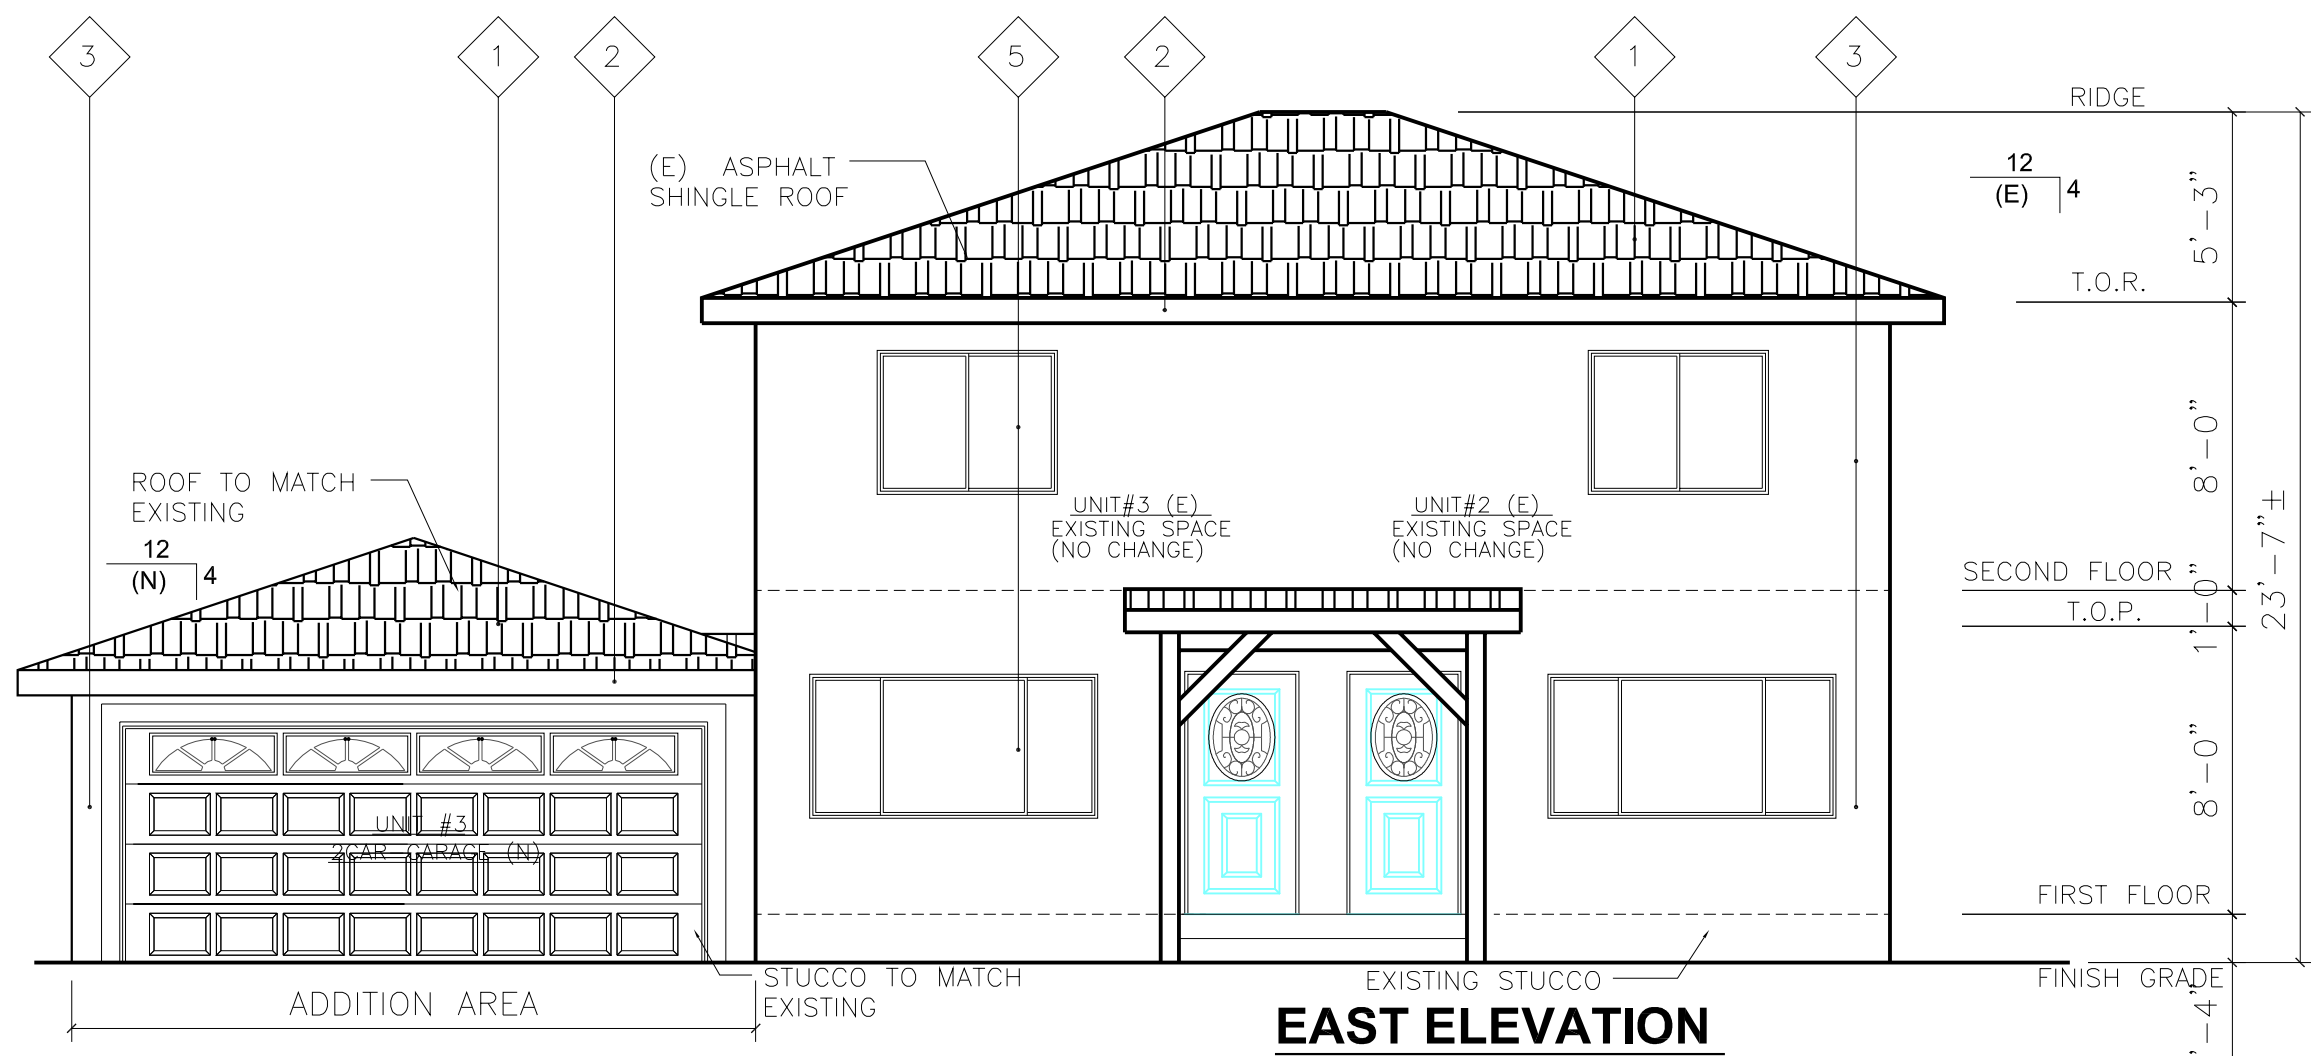 3
1
2
5
2
1
3
RIDGE
(E) ASPHALT
SHINGLE ROOF
12
(E) 4
5'-3"
T.O.R.
8'-0"
ROOF TO MATCH
EXISTING
12
(N) 4
UNIT#3 (E)
EXISTING SPACE
(NO CHANGE)
UNIT#2 (E)
EXISTING SPACE
(NO CHANGE)
23'-7"±
SECOND FLOOR
1'-0"
T.O.P.
8'-0"
UNIT #3
2CAR GARAGE (N)
FIRST FLOOR
STUCCO TO MATCH
EXISTING
EXISTING STUCCO
FINISH GRADE
ADDITION AREA
EAST ELEVATION
'-4"